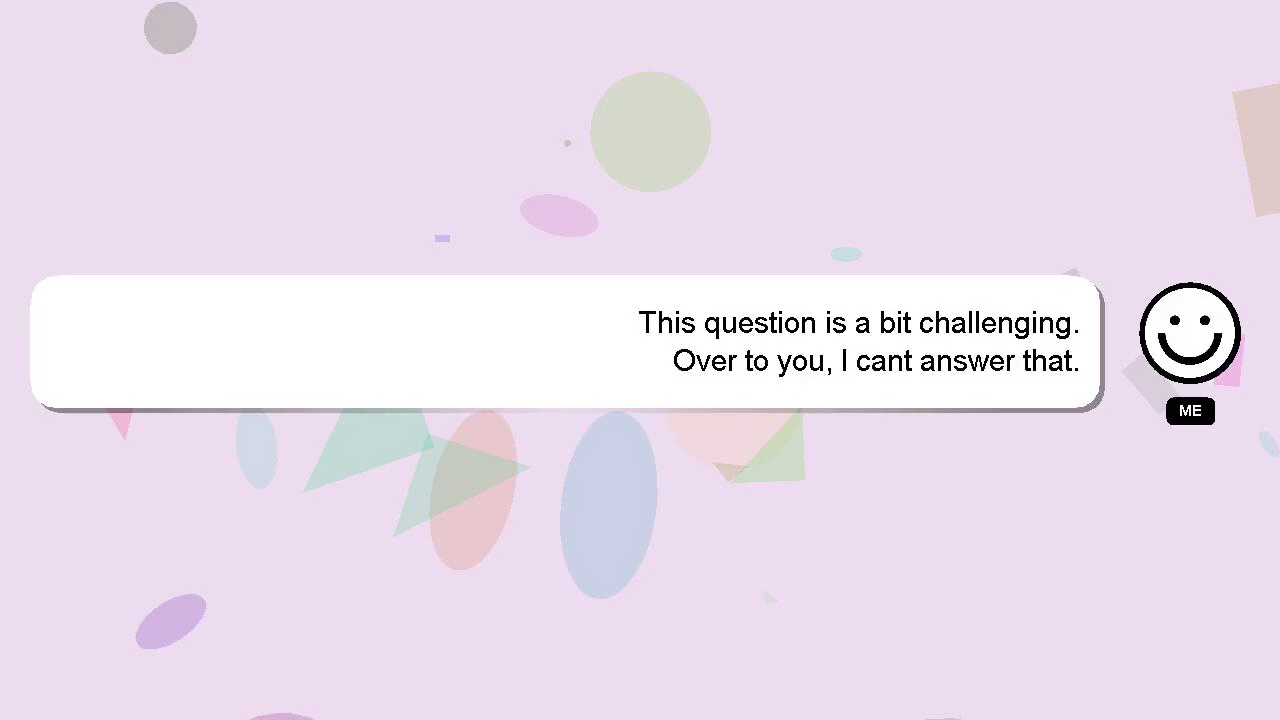 This question is a bit challenging.
Over to you, I cant answer that.
ME